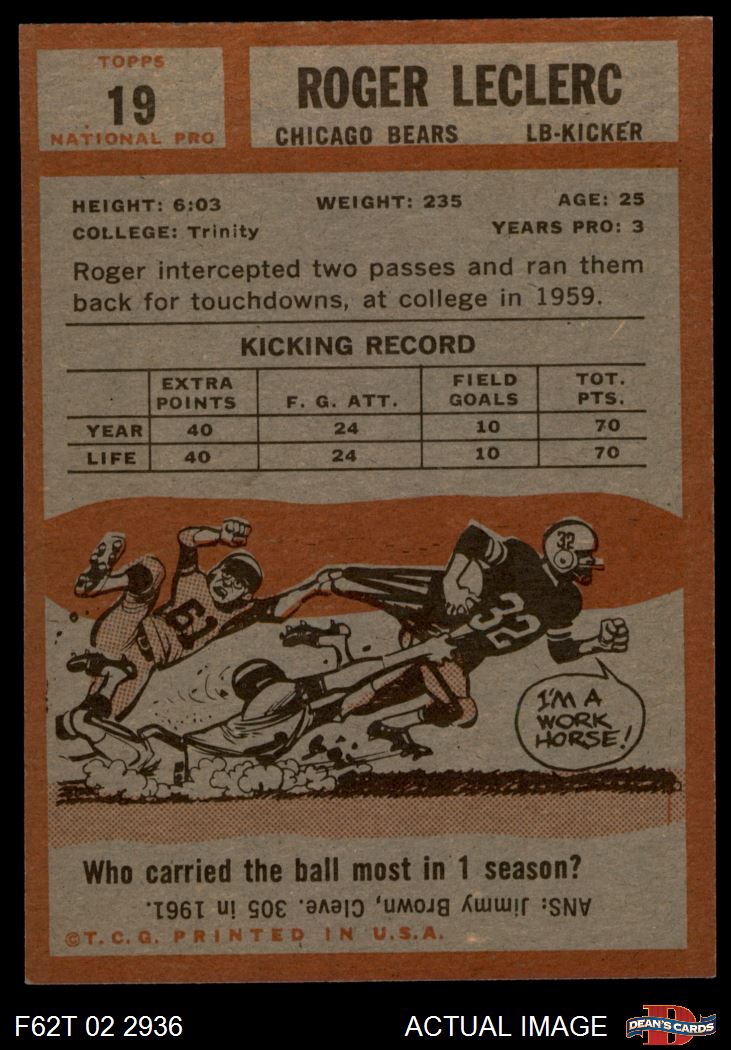 TOPPS
19
NATIONAL PRO
ROGER LECLERC
CHICAGO BEARS LB-KICKER
HEIGHT: 6:03 WEIGHT: 235 AGE: 25
COLLEGE: Trinity YEARS PRO: 3
Roger intercepted two passes and ran them
back for touchdowns, at college in 1959.
KICKING RECORD
EXTRA POINTS F. G. ATT. FIELD GOALS TOT. PTS.
YEAR 40 24 10 70
LIFE 40 24 10 70
32
61
32
I'M A
WORK
HORSE!
Who carried the ball most in 1 season?
ANS: Jimmy Brown, Cleve. 305 in 1961.
©T. C. G. PRINTED IN U.S.A.
F62T 02 2936 ACTUAL IMAGE
D
DEAN'S CARDS